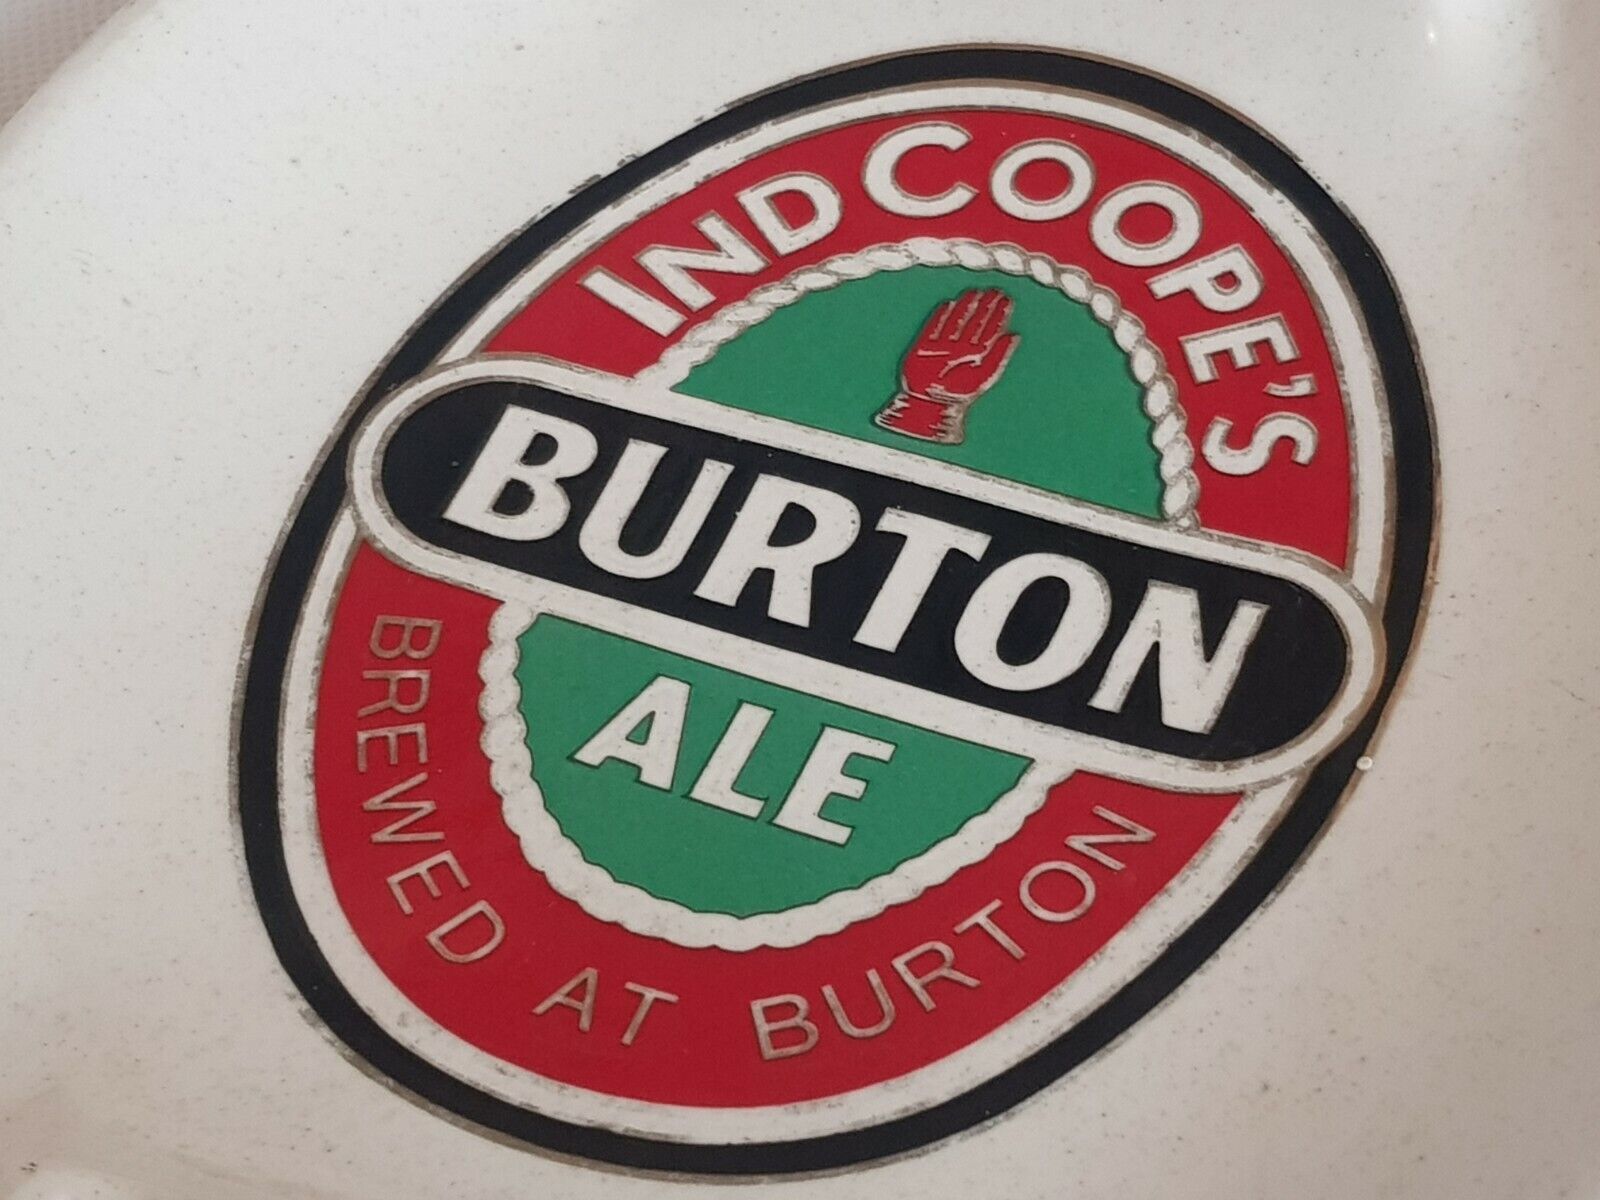 IND COOPE'S
BURTON
ALE
BREWED AT BURTON